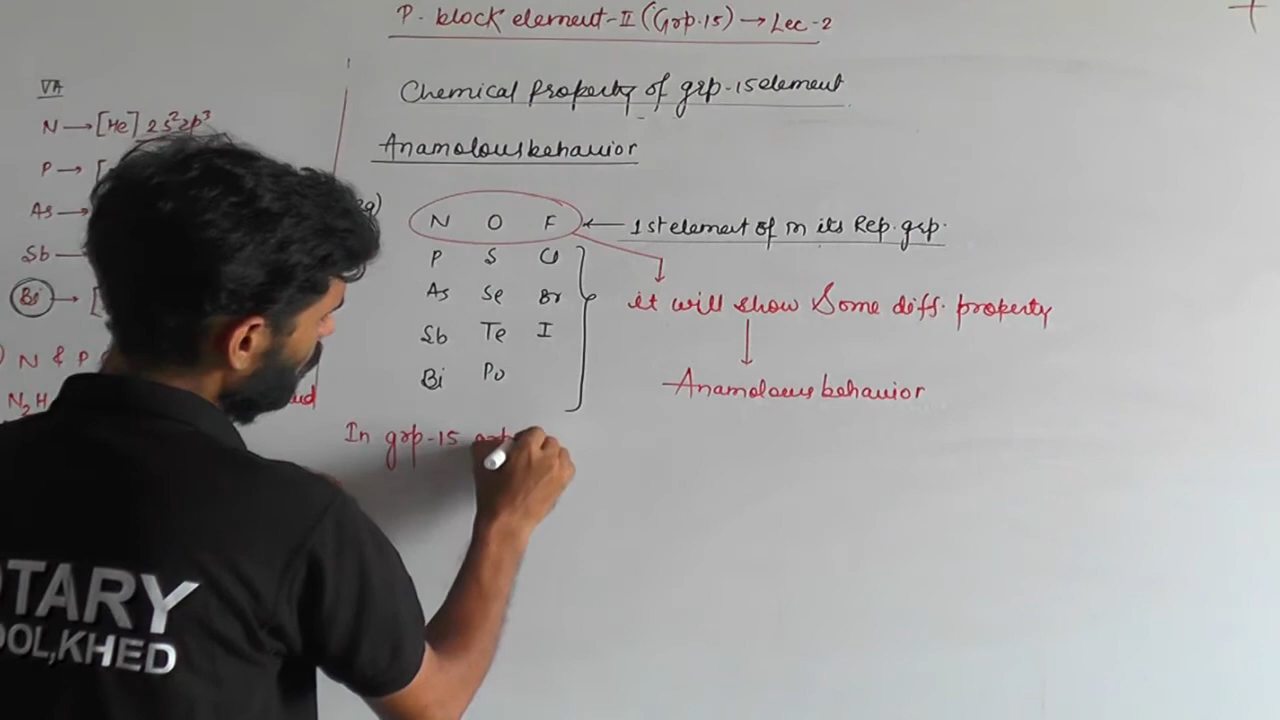 P. block element-II (Grp.15) → Lec-2
Chemical Property of grp-15 element
Anamolous behavior
VA
N → [He] 2s²2p³
P → [
As →
Sb
Bi → [
N & P
N₂H
eg)
N O F ← 1st element of in its Rep. grp.
P S Cl
As Se Br
Sb Te I
Bi Po
it will show Some diff. property
Anamolous behavior
In grp-15
TARY
OOL,KHED